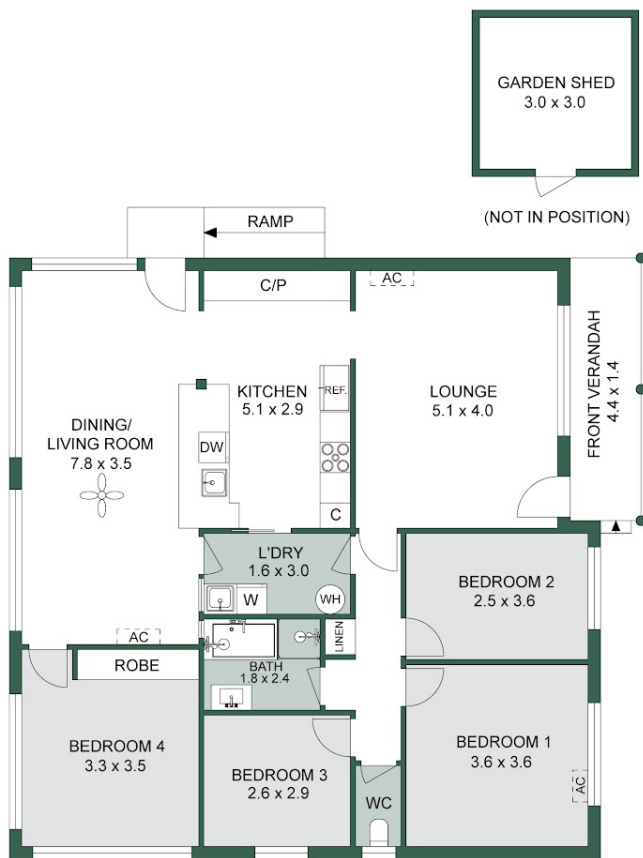 GARDEN SHED
3.0 x 3.0
(NOT IN POSITION)
RAMP
C/P
AC
KITCHEN
5.1 x 2.9
REF.
LOUNGE
5.1 x 4.0
FRONT VERANDAH
4.4 x 1.4
DINING/
LIVING ROOM
7.8 x 3.5
DW
C
L'DRY
1.6 x 3.0
W
WH
BEDROOM 2
2.5 x 3.6
AC
LINEN
ROBE
BATH
1.8 x 2.4
BEDROOM 4
3.3 x 3.5
BEDROOM 3
2.6 x 2.9
WC
BEDROOM 1
3.6 x 3.6
AC